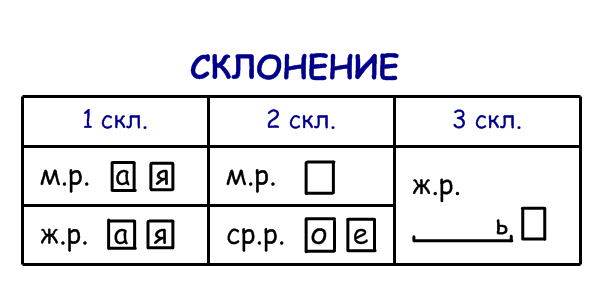 СКЛОНЕНИЕ
1 скл. 2 скл. 3 скл.
м.р. а я м.р.
ж.р.
ж.р. а я ср.р. о е
ь